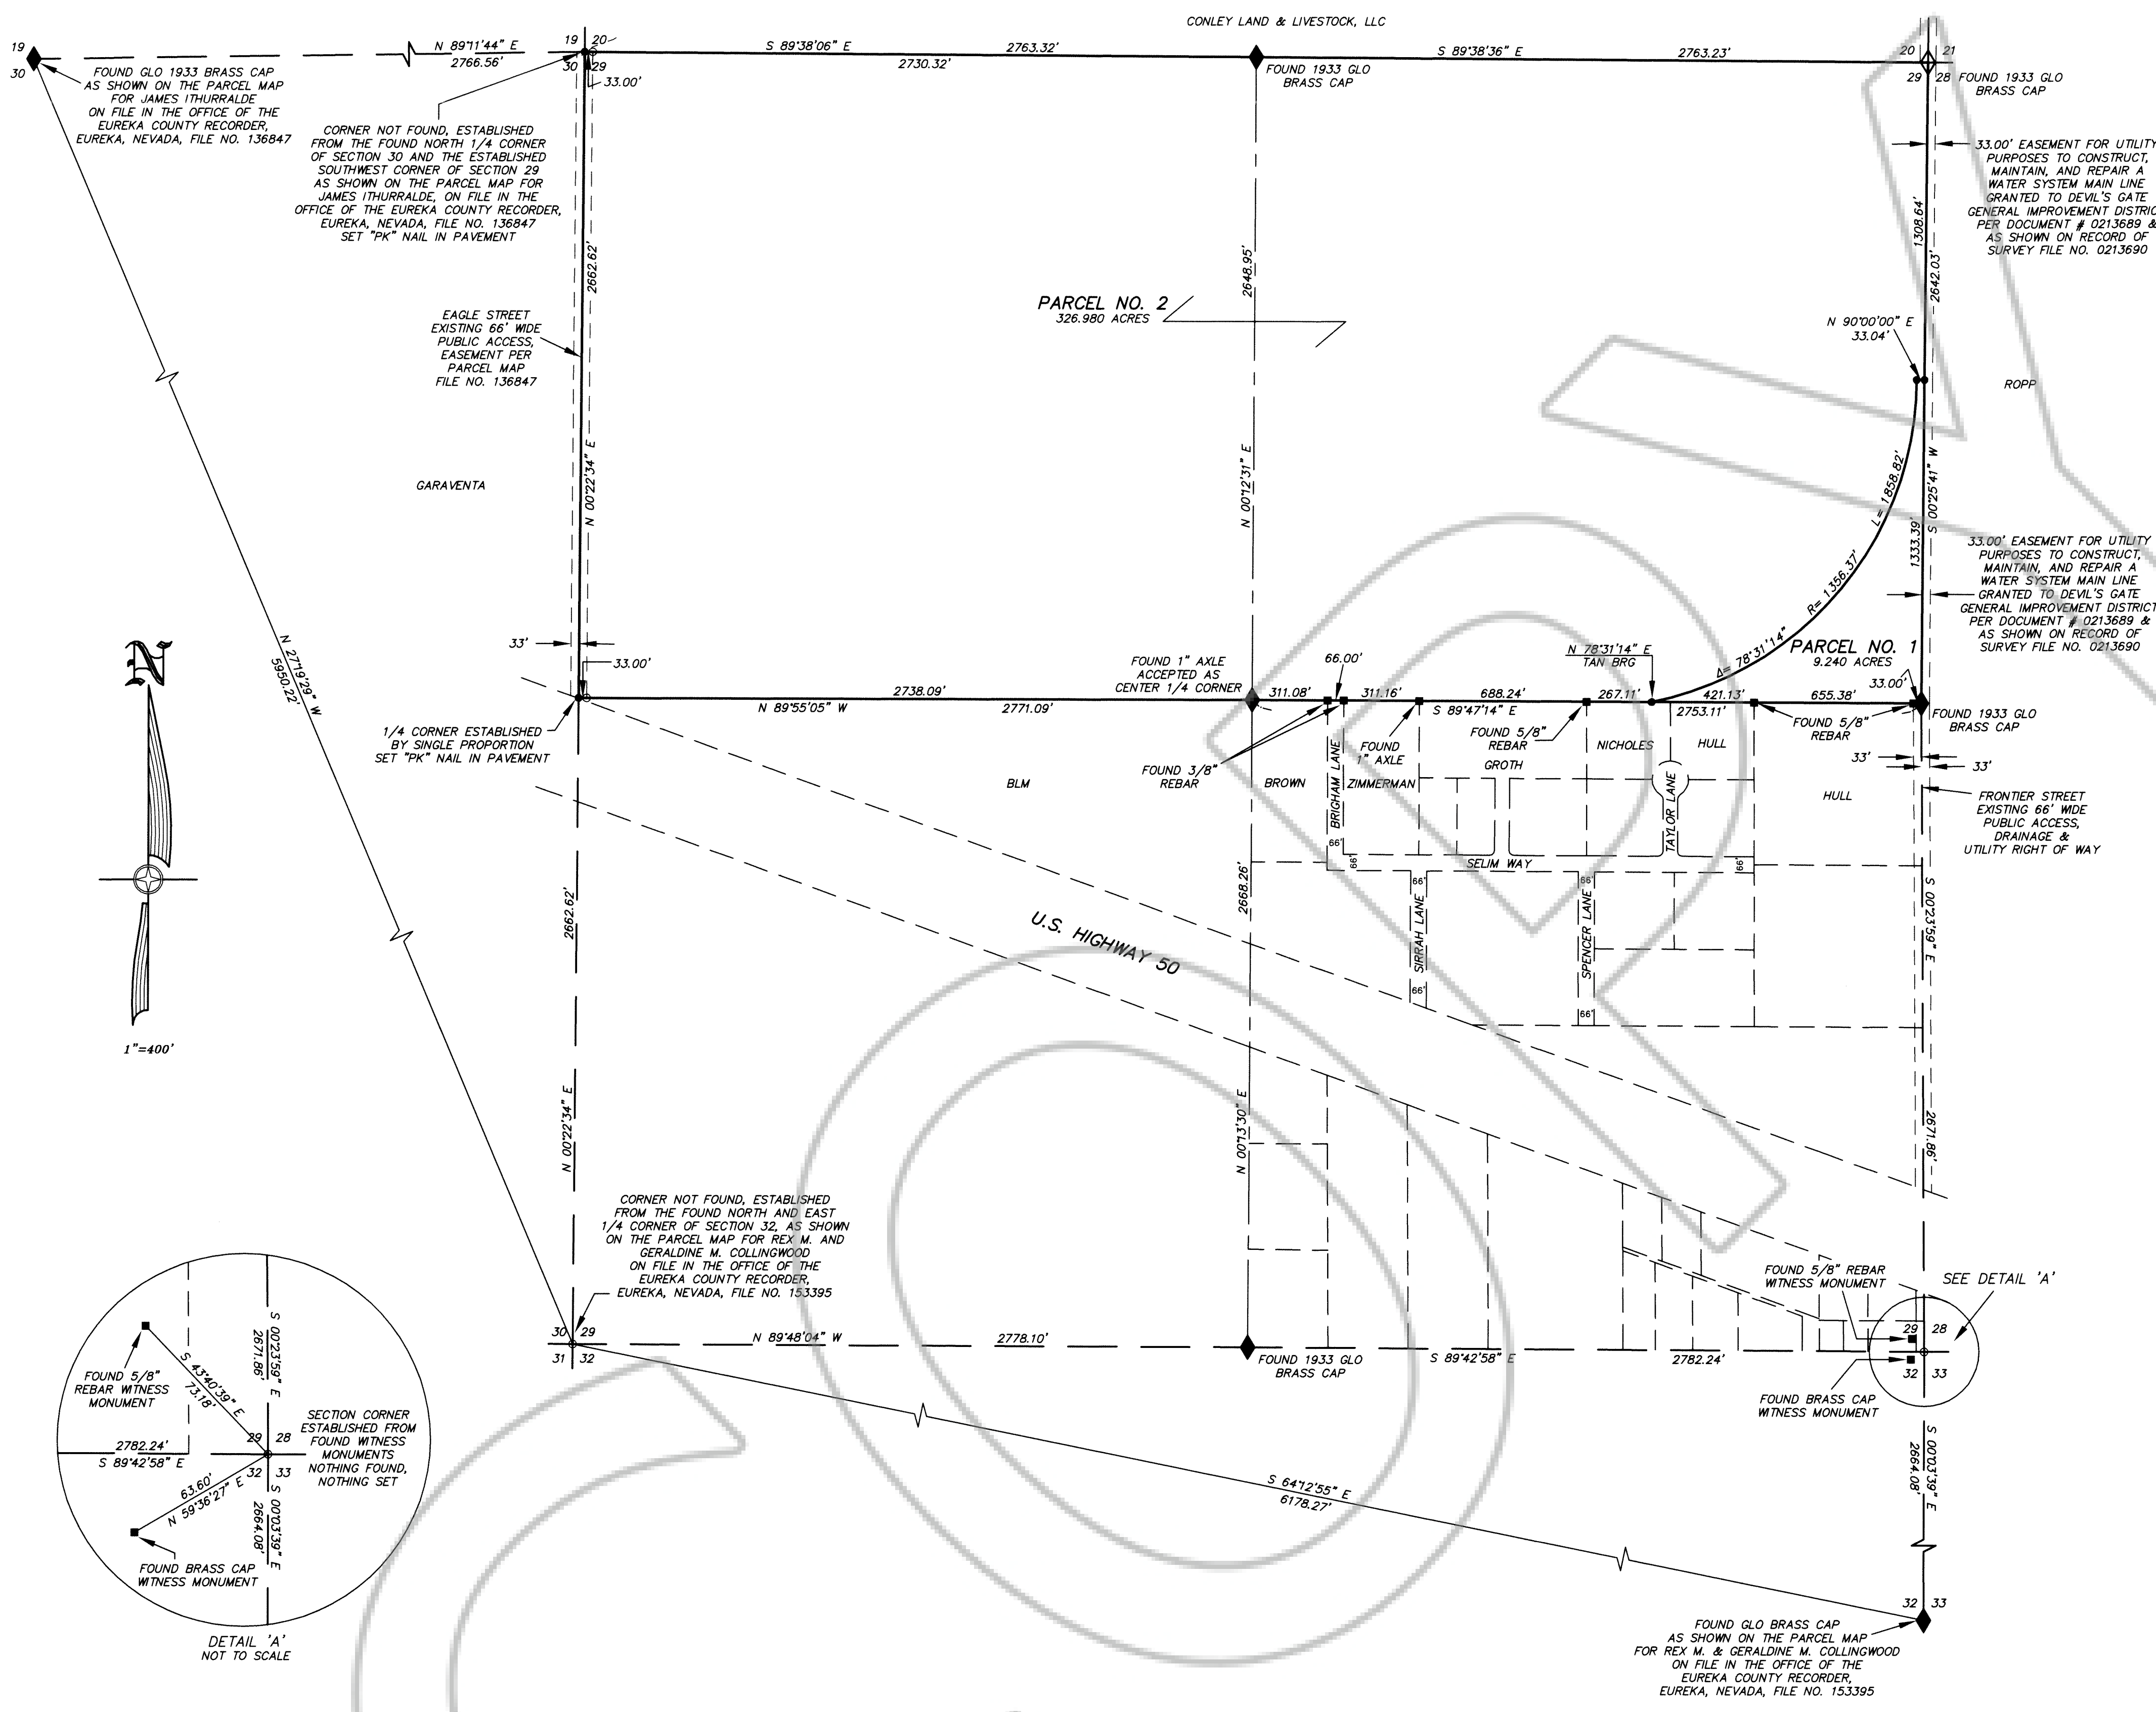 CONLEY LAND & LIVESTOCK, LLC
19
30
N 89°11'44" E
2766.56'
19 20
30 29
33.00'
S 89°38'06" E
2763.32'
2730.32'
S 89°38'36" E
2763.23'
20 21
29 28
FOUND GLO 1933 BRASS CAP
AS SHOWN ON THE PARCEL MAP
FOR JAMES ITHURRALDE
ON FILE IN THE OFFICE OF THE
EUREKA COUNTY RECORDER,
EUREKA, NEVADA, FILE NO. 136847
CORNER NOT FOUND, ESTABLISHED
FROM THE FOUND NORTH 1/4 CORNER
OF SECTION 30 AND THE ESTABLISHED
SOUTHWEST CORNER OF SECTION 29
AS SHOWN ON THE PARCEL MAP FOR
JAMES ITHURRALDE, ON FILE IN THE
OFFICE OF THE EUREKA COUNTY RECORDER,
EUREKA, NEVADA, FILE NO. 136847
SET "PK" NAIL IN PAVEMENT
FOUND 1933 GLO
BRASS CAP
FOUND 1933 GLO
BRASS CAP
33.00' EASEMENT FOR UTILITY
PURPOSES TO CONSTRUCT,
MAINTAIN, AND REPAIR A
WATER SYSTEM MAIN LINE
GRANTED TO DEVIL'S GATE
GENERAL IMPROVEMENT DISTRIC
PER DOCUMENT # 0213689 &
AS SHOWN ON RECORD OF
SURVEY FILE NO. 0213690
1308.64'
2642.03'
2662.62'
2648.95'
PARCEL NO. 2
326.980 ACRES
EAGLE STREET
EXISTING 66' WIDE
PUBLIC ACCESS,
EASEMENT PER
PARCEL MAP
FILE NO. 136847
N 90°00'00" E
33.04'
ROPP
GARAVENTA
N 00°22'34" E
N 00°12'31" E
L= 1858.82'
R= 1356.37'
Δ= 78°31'14"
1333.39'
S 00°25'41" W
33.00' EASEMENT FOR UTILITY
PURPOSES TO CONSTRUCT,
MAINTAIN, AND REPAIR A
WATER SYSTEM MAIN LINE
GRANTED TO DEVIL'S GATE
GENERAL IMPROVEMENT DISTRICT
PER DOCUMENT # 0213689 &
AS SHOWN ON RECORD OF
SURVEY FILE NO. 0213690
N 27°19'29" W
5950.22'
33'
33.00'
2738.09'
N 89°55'05" W
2771.09'
FOUND 1" AXLE
ACCEPTED AS
CENTER 1/4 CORNER
66.00'
311.08'
311.16'
688.24'
S 89°47'14" E
267.11'
N 78°31'14" E
TAN BRG
421.13'
2753.11'
655.38'
PARCEL NO. 1
9.240 ACRES
33.00'
FOUND 1933 GLO
BRASS CAP
1/4 CORNER ESTABLISHED
BY SINGLE PROPORTION
SET "PK" NAIL IN PAVEMENT
FOUND 3/8"
REBAR
FOUND
1" AXLE
FOUND 5/8"
REBAR
FOUND 5/8"
REBAR
33'
33'
BLM
BROWN
BRIGHAM LANE
ZIMMERMAN
GROTH
NICHOLES
HULL
TAYLOR LANE
HULL
FRONTIER STREET
EXISTING 66' WIDE
PUBLIC ACCESS,
DRAINAGE &
UTILITY RIGHT OF WAY
66'
66'
SELIM WAY
66'
66'
SIRRAH LANE
66'
66'
SPENCER LANE
66'
1"=400'
2662.62'
2668.26'
U.S. HIGHWAY 50
S 00°23'59" E
2671.86'
N 00°22'34" E
N 00°13'30" E
CORNER NOT FOUND, ESTABLISHED
FROM THE FOUND NORTH AND EAST
1/4 CORNER OF SECTION 32, AS SHOWN
ON THE PARCEL MAP FOR REX M. AND
GERALDINE M. COLLINGWOOD
ON FILE IN THE OFFICE OF THE
EUREKA COUNTY RECORDER,
EUREKA, NEVADA, FILE NO. 153395
30 29
31 32
N 89°48'04" W
2778.10'
FOUND 1933 GLO
BRASS CAP
S 89°42'58" E
2782.24'
FOUND 5/8" REBAR
WITNESS MONUMENT
SEE DETAIL 'A'
29 28
32 33
FOUND BRASS CAP
WITNESS MONUMENT
S 00°03'39" E
2664.08'
S 64°12'55" E
6178.27'
32 33
FOUND GLO BRASS CAP
AS SHOWN ON THE PARCEL MAP
FOR REX M. & GERALDINE M. COLLINGWOOD
ON FILE IN THE OFFICE OF THE
EUREKA COUNTY RECORDER,
EUREKA, NEVADA, FILE NO. 153395
S 00°23'59" E
2671.86'
S 43°40'39" E
73.18'
FOUND 5/8"
REBAR WITNESS
MONUMENT
SECTION CORNER
ESTABLISHED FROM
FOUND WITNESS
MONUMENTS
NOTHING FOUND,
NOTHING SET
2782.24'
S 89°42'58" E
29 28
32 33
63.60'
N 59°36'27" E
S 00°03'39" E
2664.08'
FOUND BRASS CAP
WITNESS MONUMENT
DETAIL 'A'
NOT TO SCALE
COPY